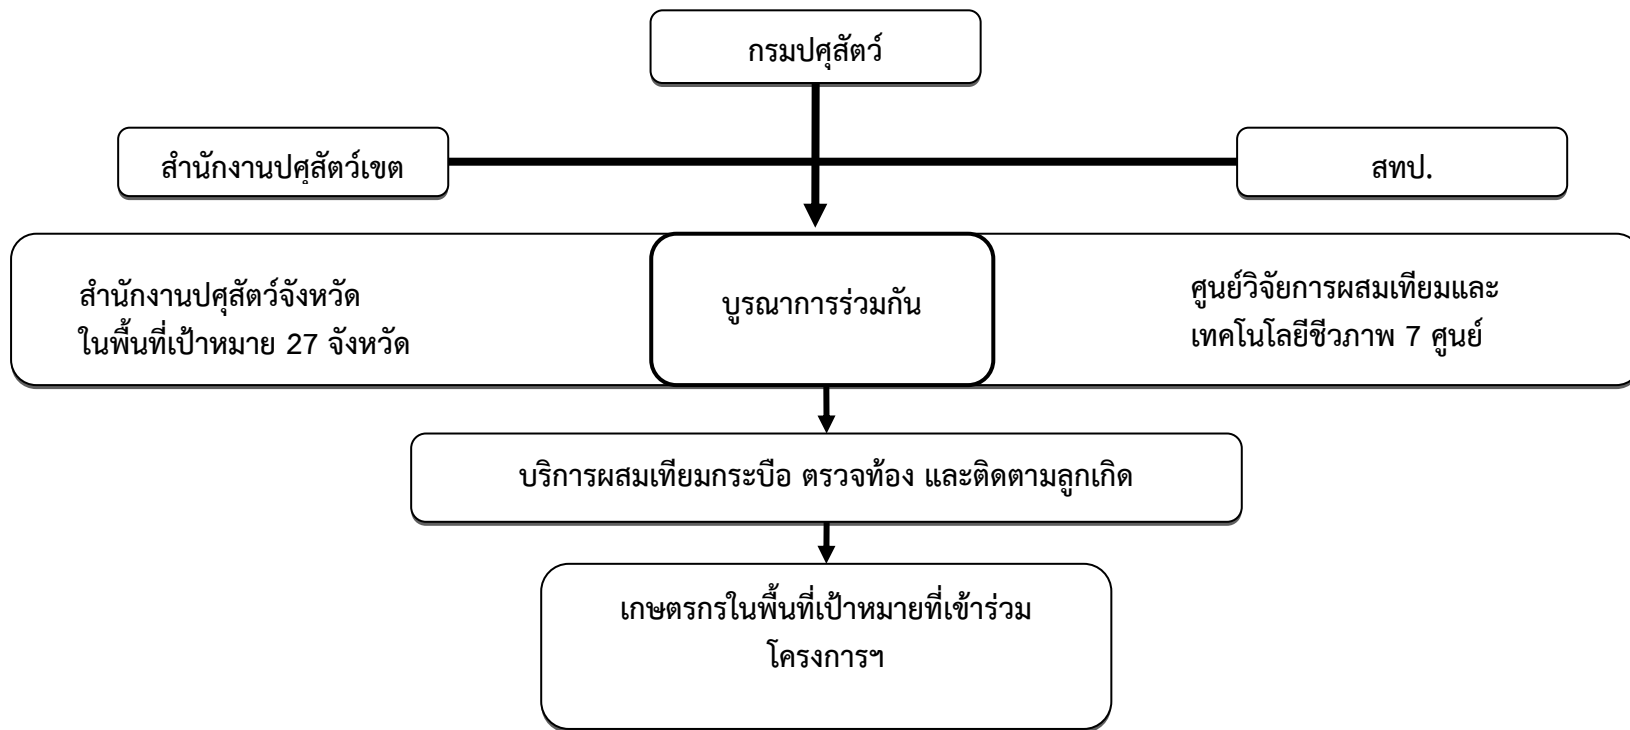 กรมปศุสัตว์
สำนักงานปศุสัตว์เขต
สทป.
สำนักงานปศุสัตว์จังหวัด
ในพื้นที่เป้าหมาย 27 จังหวัด
บูรณาการร่วมกัน
ศูนย์วิจัยการผสมเทียมและ
เทคโนโลยีชีวภาพ 7 ศูนย์
บริการผสมเทียมกระบือ ตรวจท้อง และติดตามลูกเกิด
เกษตรกรในพื้นที่เป้าหมายที่เข้าร่วม
โครงการฯ